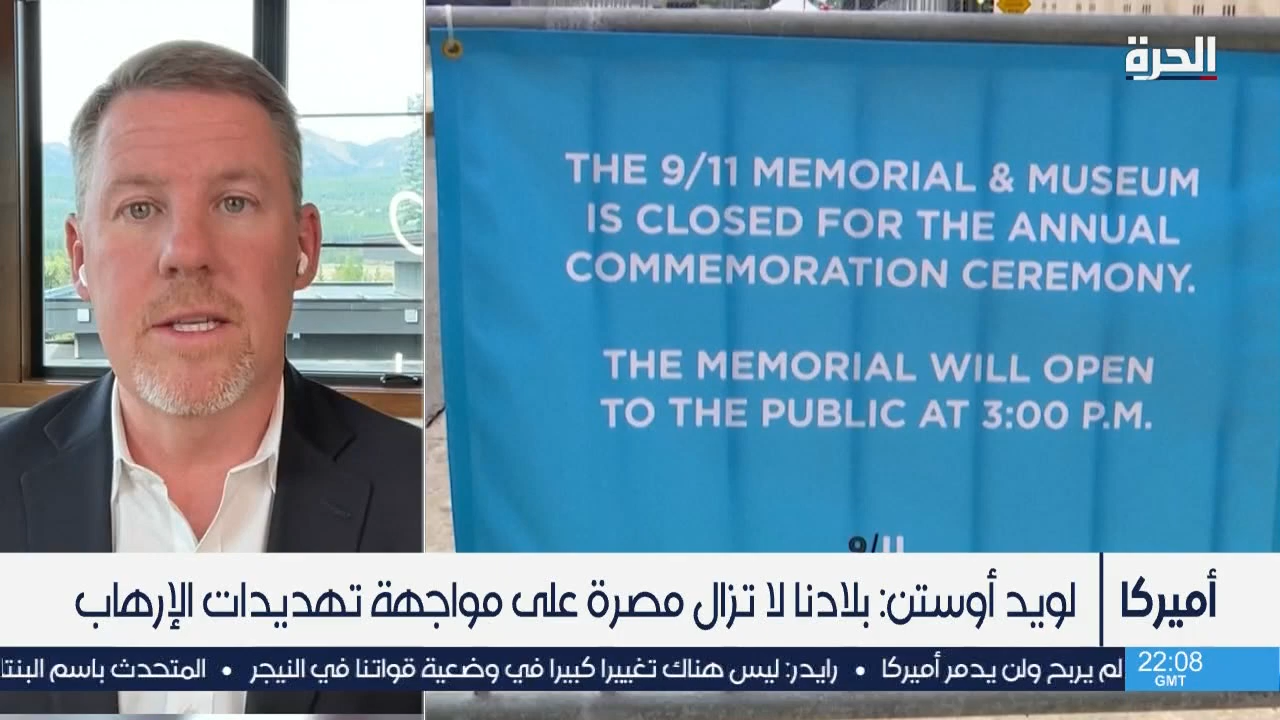 الحرة
THE 9/11 MEMORIAL & MUSEUM
IS CLOSED FOR THE ANNUAL
COMMEMORATION CEREMONY.
THE MEMORIAL WILL OPEN
TO THE PUBLIC AT 3:00 P.M.
9/11
أميركا
لويد أوستن: بلادنا لا تزال مصرة على مواجهة تهديدات الإرهاب
لم يربح ولن يدمر أميركا • رايدر: ليس هناك تغييرا كبيرا في وضعية قواتنا في النيجر • المتحدث باسم
22:08
GMT